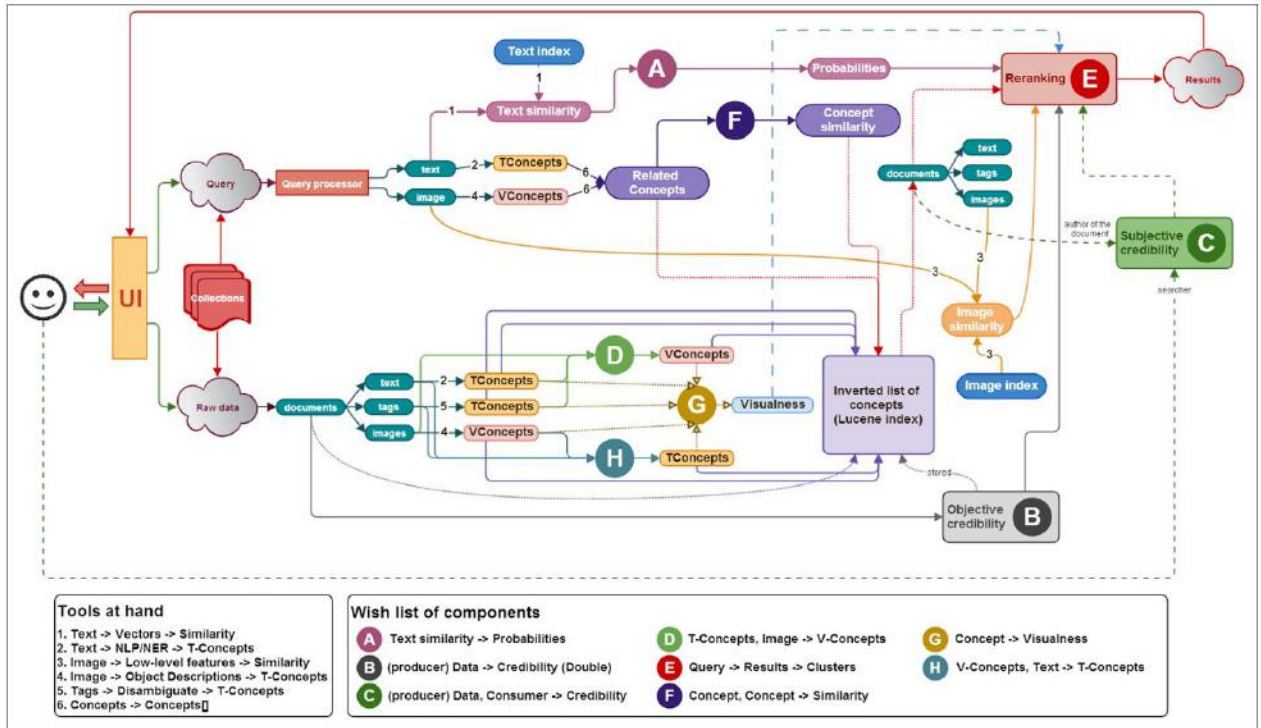 Text index
1
A
Probabilities
Reranking E
Results
1
Text similarity
F
Concept
similarity
Query
Query processor
text
2
TConcepts
6
image
4
VConcepts
6
Related
Concepts
documents
text
tags
images
author of the
document
Subjective
credibility C
3
3
searcher
UI
Collections
Image
similarity
3
Image index
Raw data
documents
text
2
TConcepts
D
VConcepts
tags
5
TConcepts
G
Visualness
images
4
VConcepts
H
TConcepts
Inverted list of
concepts
(Lucene index)
stored
Objective
credibility B
Tools at hand
1. Text -> Vectors -> Similarity
2. Text -> NLP/NER -> T-Concepts
3. Image -> Low-level features -> Similarity
4. Image -> Object Descriptions -> T-Concepts
5. Tags -> Disambiguate -> T-Concepts
6. Concepts -> Concepts[]
Wish list of components
A Text similarity -> Probabilities
B (producer) Data -> Credibility (Double)
C (producer) Data, Consumer -> Credibility
D T-Concepts, Image -> V-Concepts
E Query -> Results -> Clusters
F Concept, Concept -> Similarity
G Concept -> Visualness
H V-Concepts, Text -> T-Concepts